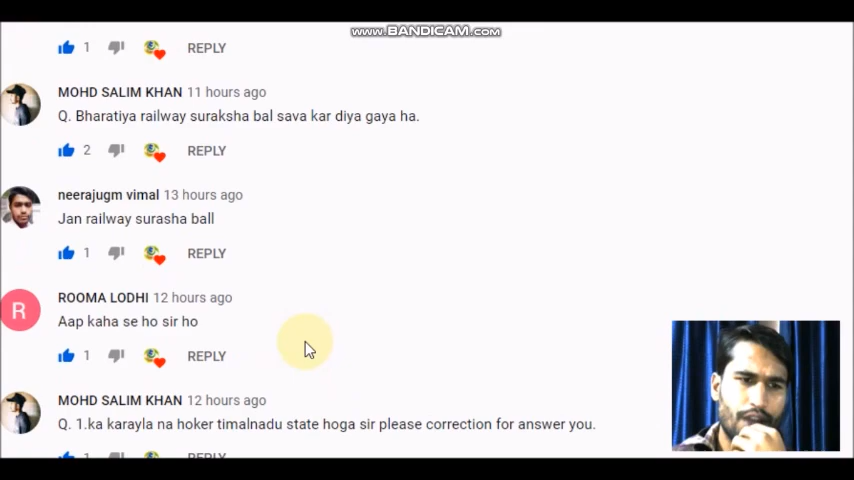 www.BANDICAM.com
1 REPLY
MOHD SALIM KHAN 11 hours ago
Q. Bharatiya railway suraksha bal sava kar diya gaya ha.
2 REPLY
neerajugm vimal 13 hours ago
Jan railway surasha ball
1 REPLY
R
ROOMA LODHI 12 hours ago
Aap kaha se ho sir ho
1 REPLY
MOHD SALIM KHAN 12 hours ago
Q. 1.ka karayla na hoker timalnadu state hoga sir please correction for answer you.
1 REPLY